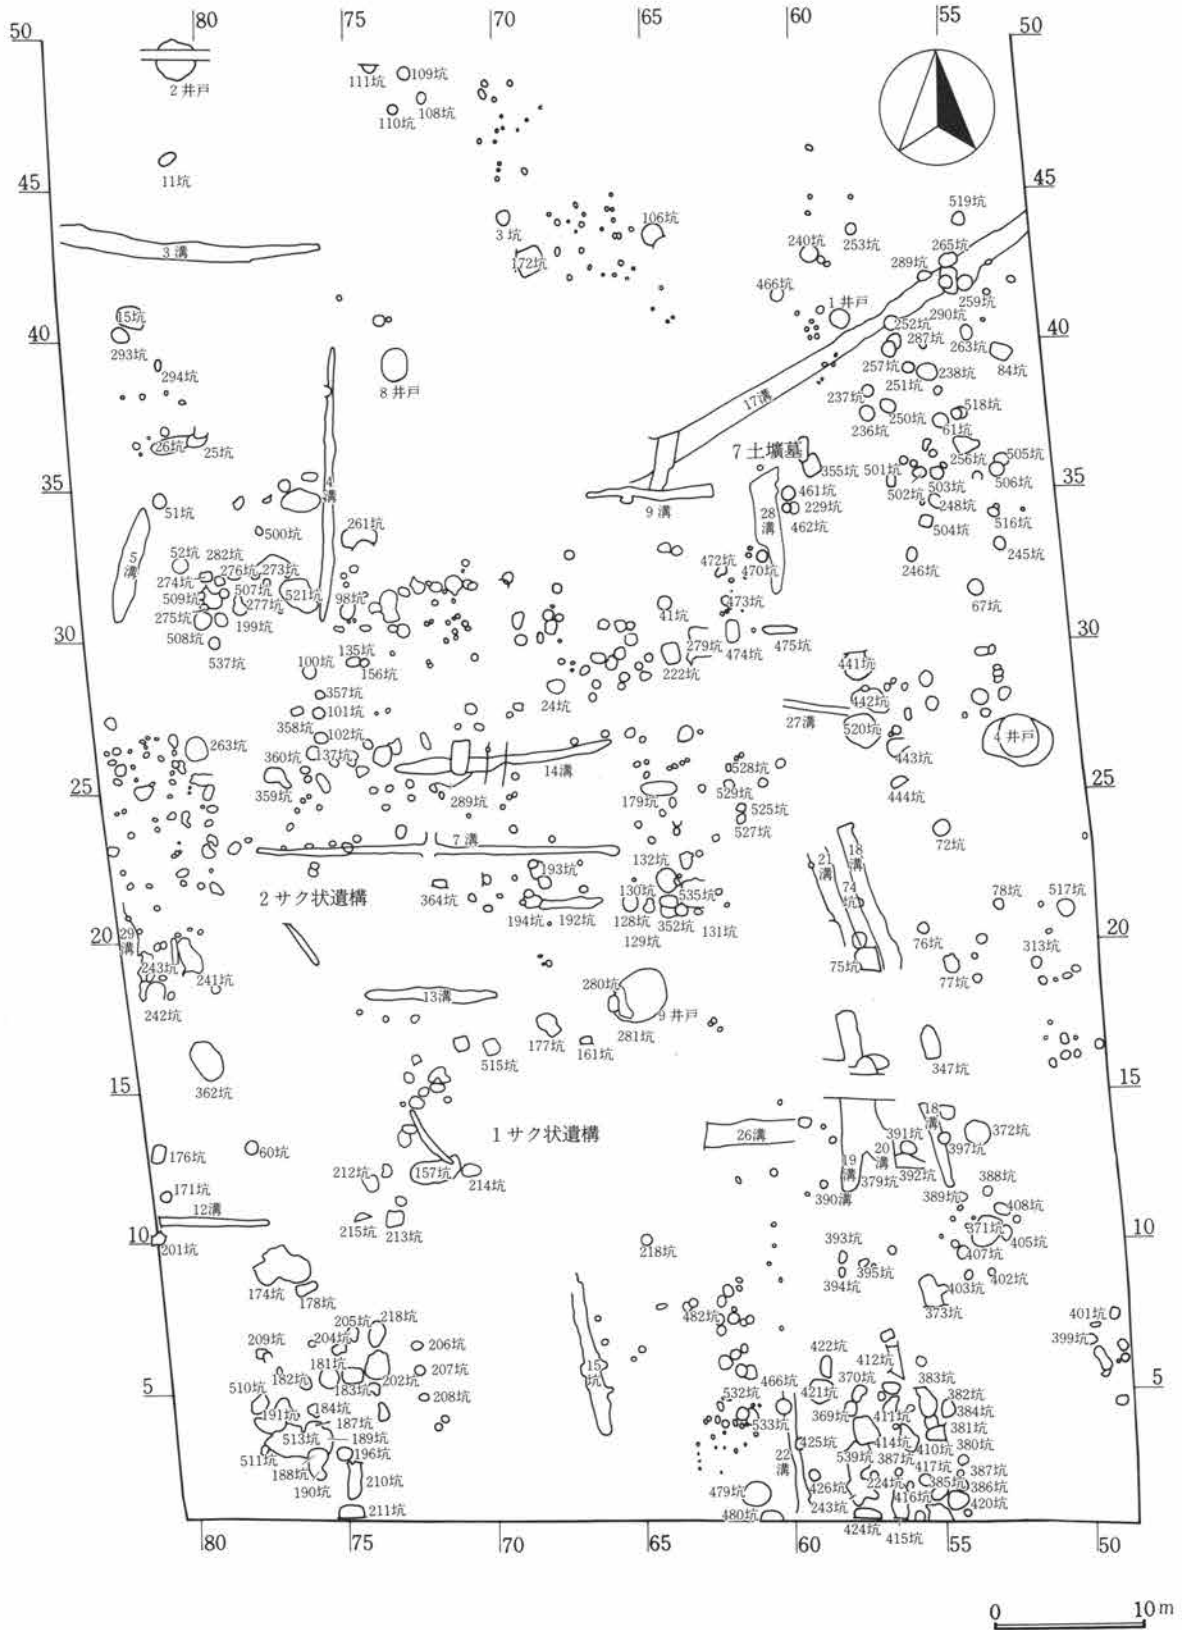 80 75 70 65 60 55
50 50
2井戸
111坑 109坑
110坑 108坑
11坑
45 45
3坑 106坑 519坑
3溝 172坑 240坑 253坑 265坑
289坑
466坑 259坑
15坑 1井戸 290坑
252坑
40 287坑 263坑 40
293坑
294坑 257坑 238坑 84坑
8井戸 251坑
17溝 237坑 518坑
250坑
26坑 25坑 236坑 61坑
7土壙墓 256坑 505坑
355坑 501坑
35 4溝 461坑 502坑 503坑 506坑 35
51坑 9溝 28溝 229坑 248坑
500坑 261坑 462坑 504坑 516坑
5溝 52坑 282坑 472坑 470坑 246坑 245坑
274坑 276坑 273坑
509坑 507坑 521坑 98坑 41坑 473坑 67坑
275坑 277坑
508坑 199坑
30 537坑 135坑 279坑 474坑 475坑 30
100坑 156坑 222坑 441坑
357坑 24坑
358坑 101坑 27溝 442坑
102坑 520坑 4井戸
263坑 360坑 137坑 443坑
25 359坑 14溝 528坑 25
289坑 179坑 529坑 444坑
525坑
527坑
7溝 72坑
193坑 132坑 21溝 18溝
2サク状遺構 364坑 130坑 535坑 74坑
194坑 192坑 128坑 352坑 131坑 78坑 517坑
20 29溝 129坑 76坑 20
243坑 241坑 75坑 313坑
280坑 77坑
242坑 13溝 9井戸
281坑
515坑 177坑 161坑 347坑
362坑
15 15
1サク状遺構 26溝 18溝 372坑
60坑 391坑
176坑 20溝 397坑
212坑 157坑 214坑 19溝 379坑 392坑
171坑 390溝 389坑 388坑
12溝 215坑 213坑 408坑
10 371坑 10
201坑 218坑 393坑 405坑
407坑
174坑 394坑 395坑 403坑 402坑
178坑 373坑
205坑 218坑 482坑 401坑
209坑 204坑 206坑 399坑
181坑 15坑 422坑 412坑
182坑 202坑 207坑 466坑 370坑 383坑
5 510坑 183坑 532坑 421坑 382坑 5
208坑
191坑 184坑 369坑 411坑 384坑
187坑 533坑 381坑
513坑 189坑 425坑 414坑 410坑
511坑 196坑 22溝 539坑 387坑 380坑
188坑 417坑
190坑 210坑 426坑 224坑 385坑 387坑
479坑 243坑 416坑 386坑
211坑 480坑 420坑
424坑 415坑
80 75 70 65 60 55 50
0 10m